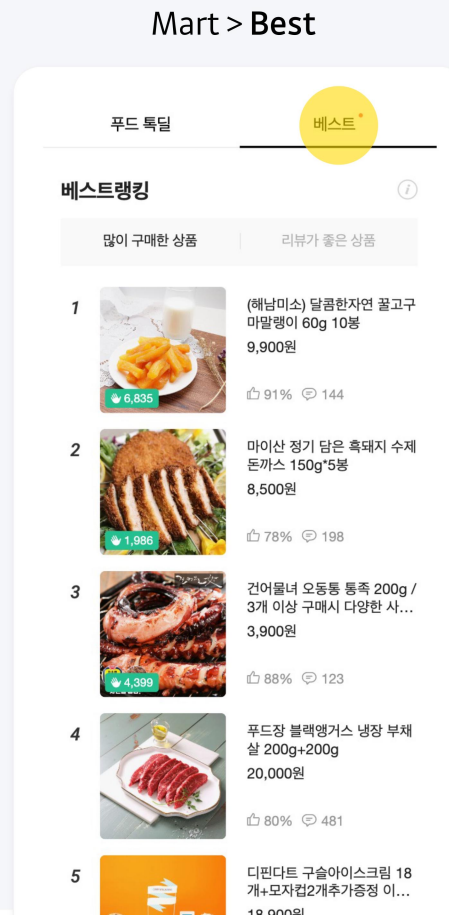 Mart > Best
푸드 톡딜
베스트
베스트랭킹
많이 구매한 상품
리뷰가 좋은 상품
1
(해남미소) 달콤한자연 꿀고구
마말랭이 60g 10봉
9,900원
6,835
91% 144
2
마이산 정기 담은 흑돼지 수제
돈까스 150g*5봉
8,500원
1,986
78% 198
3
건어물녀 오동통 통족 200g /
3개 이상 구매시 다양한 사…
3,900원
4,399
88% 123
4
푸드장 블랙앵거스 냉장 부채
살 200g+200g
20,000원
80% 481
5
디핀다트 구슬아이스크림 18
개+모자컵2개추가증정 이…
18,900원